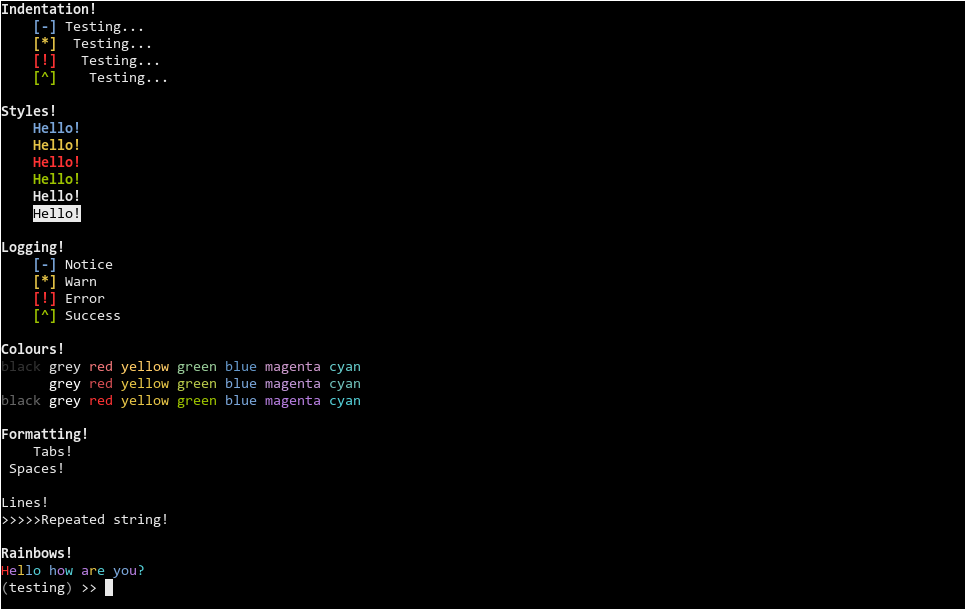 Indentation!
[-] Testing...
[*] Testing...
[!] Testing...
[^] Testing...
Styles!
Hello!
Hello!
Hello!
Hello!
Hello!
Hello!
Logging!
[-] Notice
[*] Warn
[!] Error
[^] Success
Colours!
black grey red yellow green blue magenta cyan
grey red yellow green blue magenta cyan
black grey red yellow green blue magenta cyan
Formatting!
Tabs!
Spaces!
Lines!
>>>>>Repeated string!
Rainbows!
Hello how are you?
(testing) >>